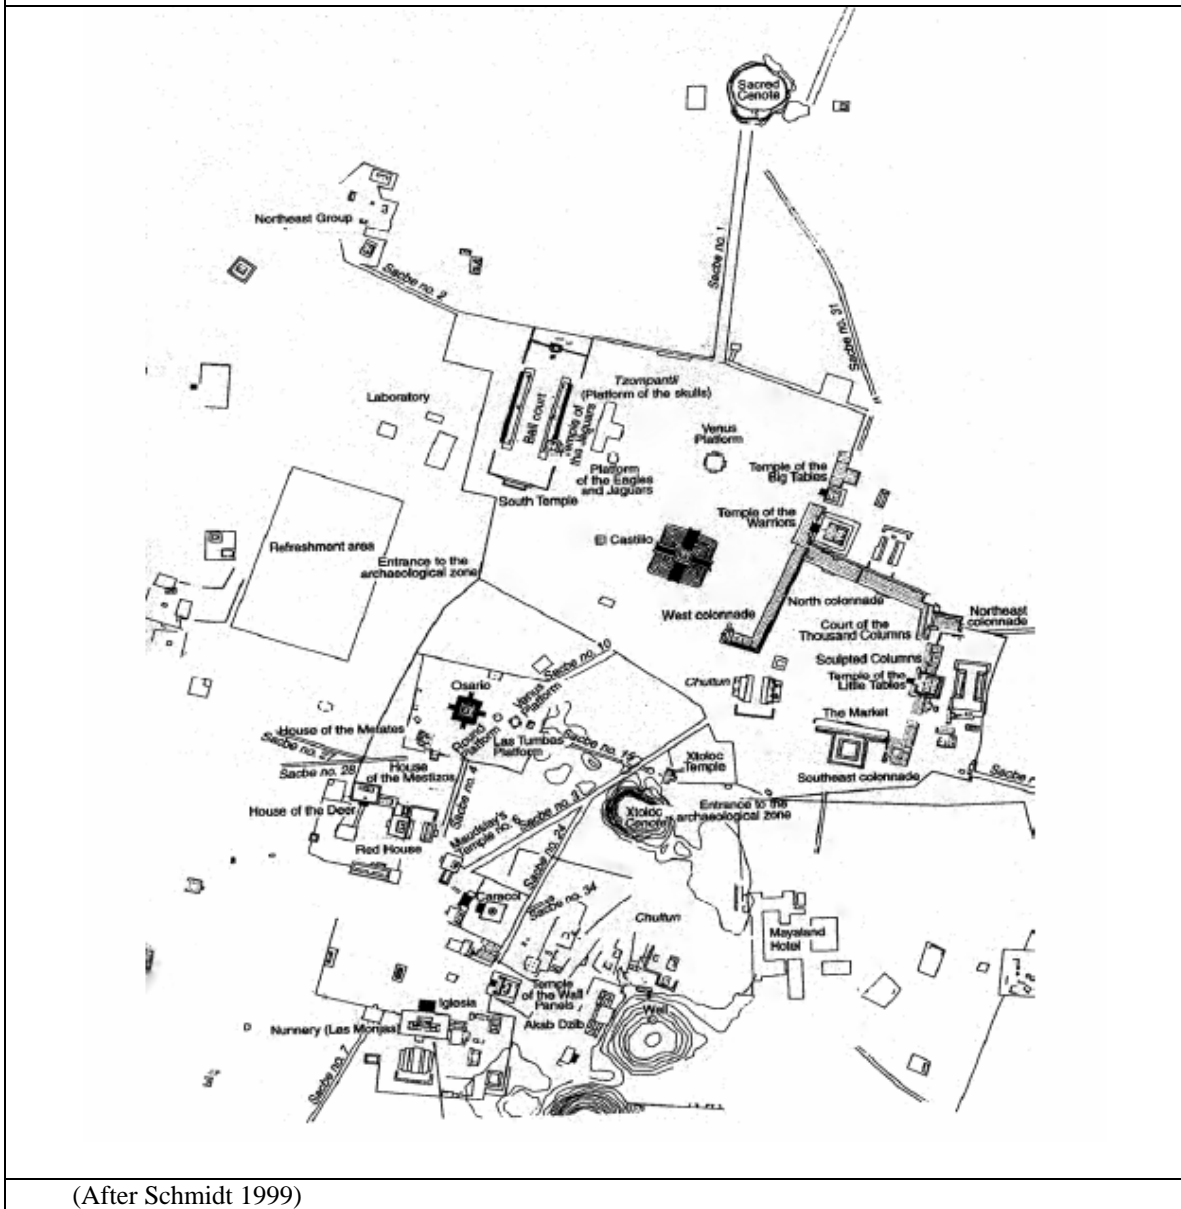 Sacred
Cenote
Northeast Group
Sacbe no. 2
Sacbe no. 1
Sacbe no. 31
Laboratory
Ball court
Temple of
the Jaguars
Tzompantli
(Platform of the skulls)
Venus
Platform
Platform
of the Eagles
and Jaguars
South Temple
Temple of the
Big Tables
Temple of the
Warriors
El Castillo
Refreshment area
Entrance to the
archaeological zone
West colonnade
North colonnade
Northeast
colonnade
Court of the
Thousand Columns
Sculpted Columns
Temple of the
Little Tables
Chultun
The Market
Southeast colonnade
Sacbe no. 10
Osario
Venus
Platform
Round
Platform
Las Tumbas
Platform
House of the Metates
Sacbe no.
Sacbe no. 28
House
of the Mestizos
Sacbe no. 4
Sacbe no. 15
Xtoloc
Temple
Sacbe
House of the Deer
Red House
Maudslay's
Temple no. 6
Sacbe no. 9
Xtoloc
Cenote
Entrance to the
archaeological zone
Sacbe no. 24
Caracol
Sacbe no. 34
Chultun
Mayaland
Hotel
Temple
of the Wall
Panels
Iglesia
Nunnery (Las Monjas)
Akab Dzib
Well
Sacbe no. 7
(After Schmidt 1999)